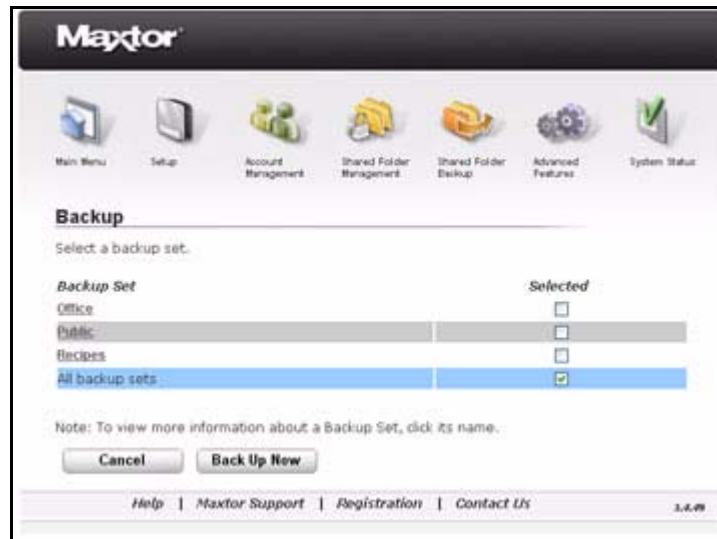 Maxtor
Main Menu
Setup
Account Management
Shared Folder Management
Shared Folder Backup
Advanced Features
System Status
Backup
Select a backup set.
Backup Set Selected
Office
Public
Recipes
All backup sets
Note: To view more information about a Backup Set, click its name.
Cancel Back Up Now
Help | Maxtor Support | Registration | Contact Us